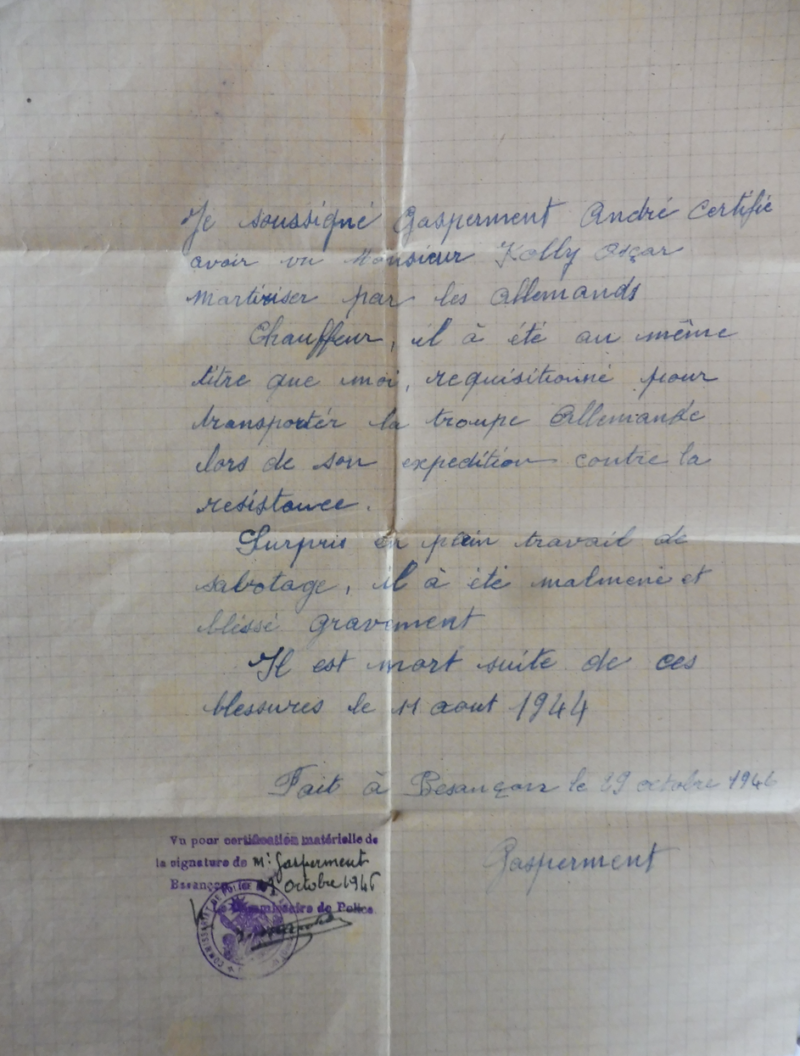 Je soussigné Gasperment André certifie
avoir vu Monsieur Kolly Oscar
martiriser par les allemands
Chauffeur, il à été au même
titre que moi, requisitionné pour
transporter la troupe Allemande
lors de son expedition contre la
resistance.
Surpris en plein travail de
sabotage, il à été malmené et
blessé gravement
Il est mort suite de ces
blessures le 11 aout 1944
Fait à Besançon le 29 octobre 1946
Vu pour certification matérielle de
la signature de Mr Gasperment
Besançon, le Octobre 1946
Le Commissaire de Police
Gasperment